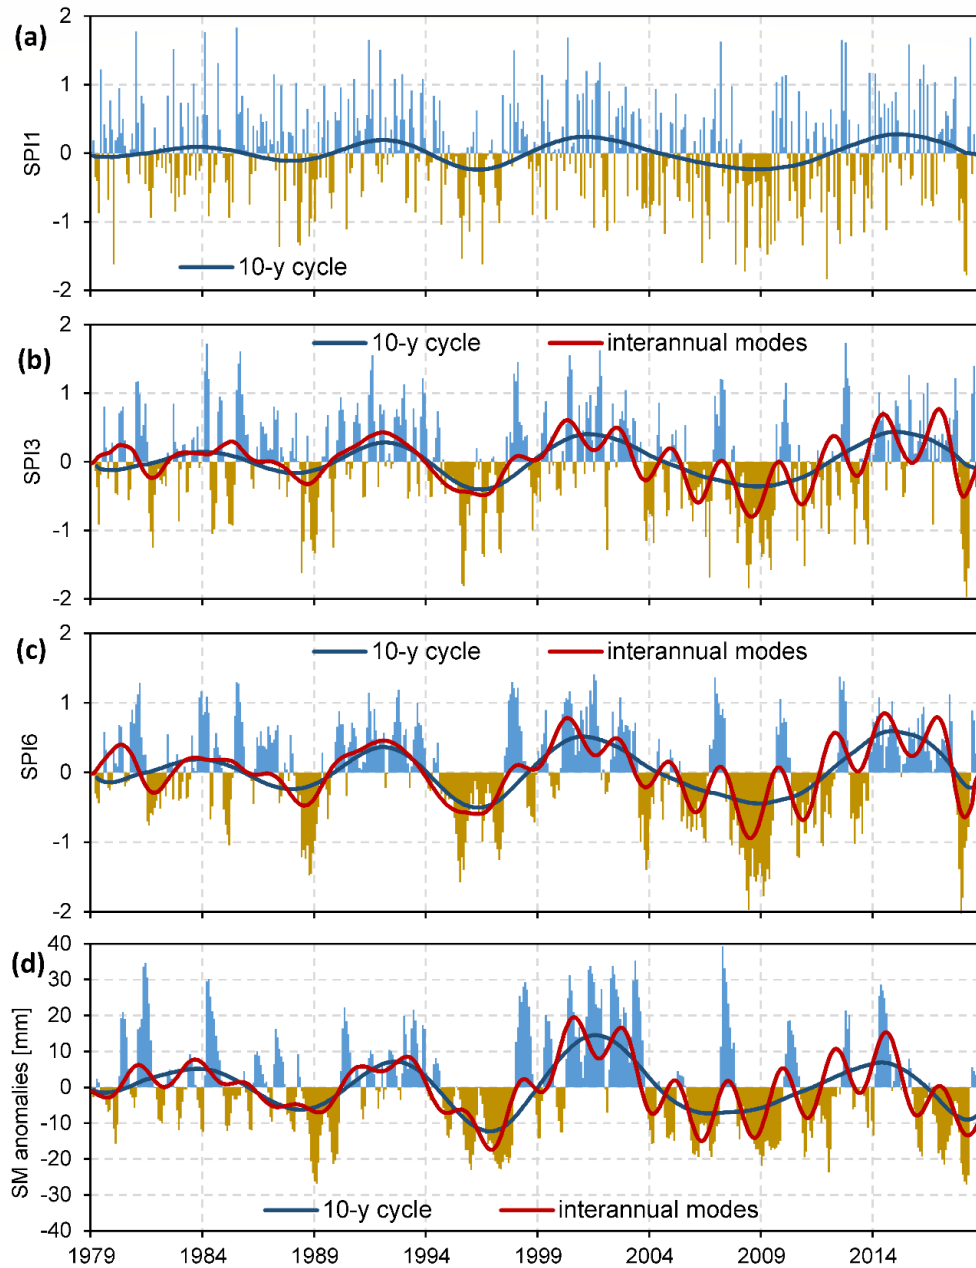 (a)
2
1
0
-1
-2
SPI1
10-y cycle
(b)
2
1
0
-1
-2
SPI3
10-y cycle interannual modes
(c)
2
1
0
-1
-2
SPI6
10-y cycle interannual modes
(d)
40
30
20
10
0
-10
-20
-30
-40
SM anomalies [mm]
10-y cycle interannual modes
1979 1984 1989 1994 1999 2004 2009 2014